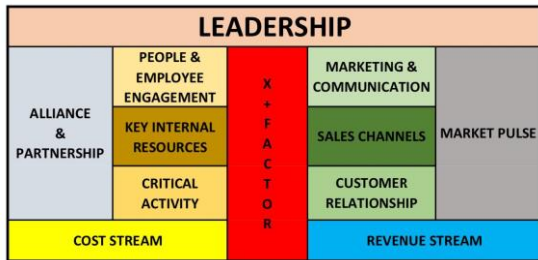 LEADERSHIP
ALLIANCE
&
PARTNERSHIP
PEOPLE &
EMPLOYEE
ENGAGEMENT
KEY INTERNAL
RESOURCES
CRITICAL
ACTIVITY
X
+
F
A
C
T
O
R
MARKETING &
COMMUNICATION
SALES CHANNELS
CUSTOMER
RELATIONSHIP
MARKET PULSE
COST STREAM
REVENUE STREAM